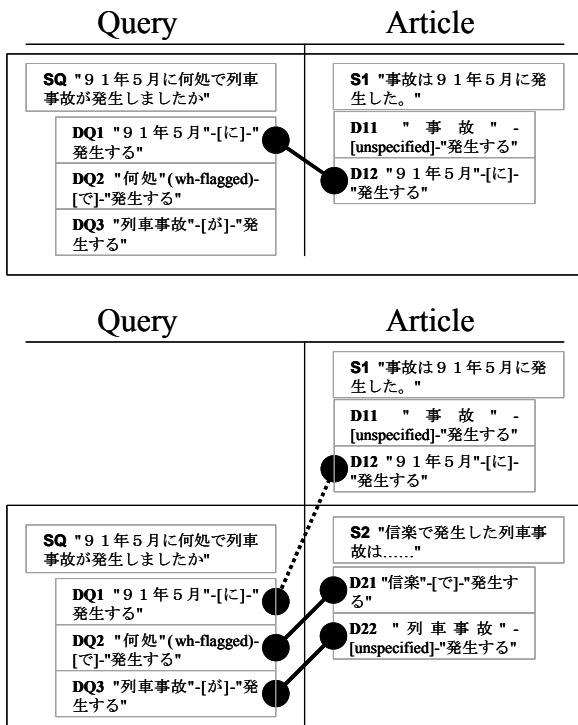 Query
Article
SQ "９１年５月に何処で列車
事故が発生しましたか"
DQ1 "９１年５月"-[に]-"
発生する"
DQ2 "何処"(wh-flagged)-
[で]-"発生する"
DQ3 "列車事故"-[が]-"発
生する"
S1 "事故は９１年５月に発
生した。"
D11 "事故"-
[unspecified]-"発生する"
D12 "９１年５月"-[に]-
"発生する"
Query
Article
S1 "事故は９１年５月に発
生した。"
D11 "事故"-
[unspecified]-"発生する"
D12 "９１年５月"-[に]-
"発生する"
SQ "９１年５月に何処で列車
事故が発生しましたか"
DQ1 "９１年５月"-[に]-"
発生する"
DQ2 "何処"(wh-flagged)-
[で]-"発生する"
DQ3 "列車事故"-[が]-"発
生する"
S2 "信楽で発生した列車事
故は……"
D21 "信楽"-[で]-"発生す
る"
D22 "列車事故"-
[unspecified]-"発生する"